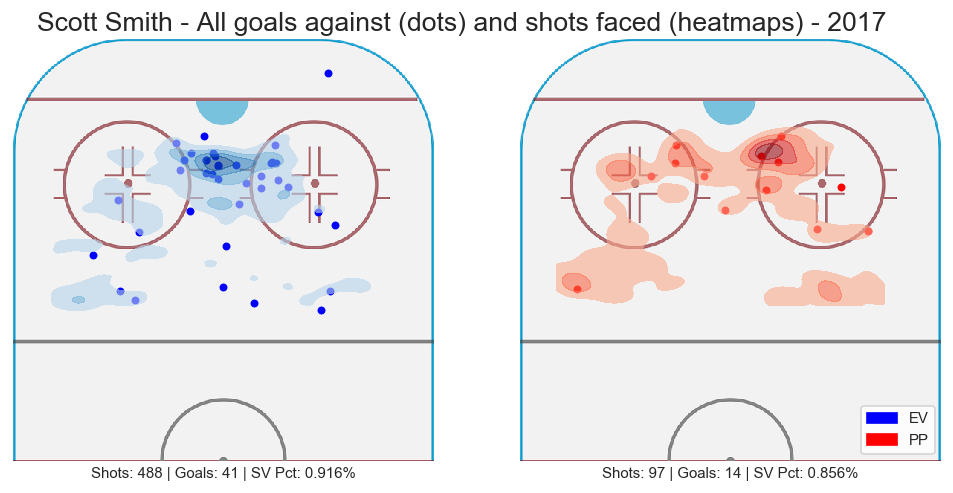 Scott Smith - All goals against (dots) and shots faced (heatmaps) - 2017
EV
PP
Shots: 488 | Goals: 41 | SV Pct: 0.916%
Shots: 97 | Goals: 14 | SV Pct: 0.856%